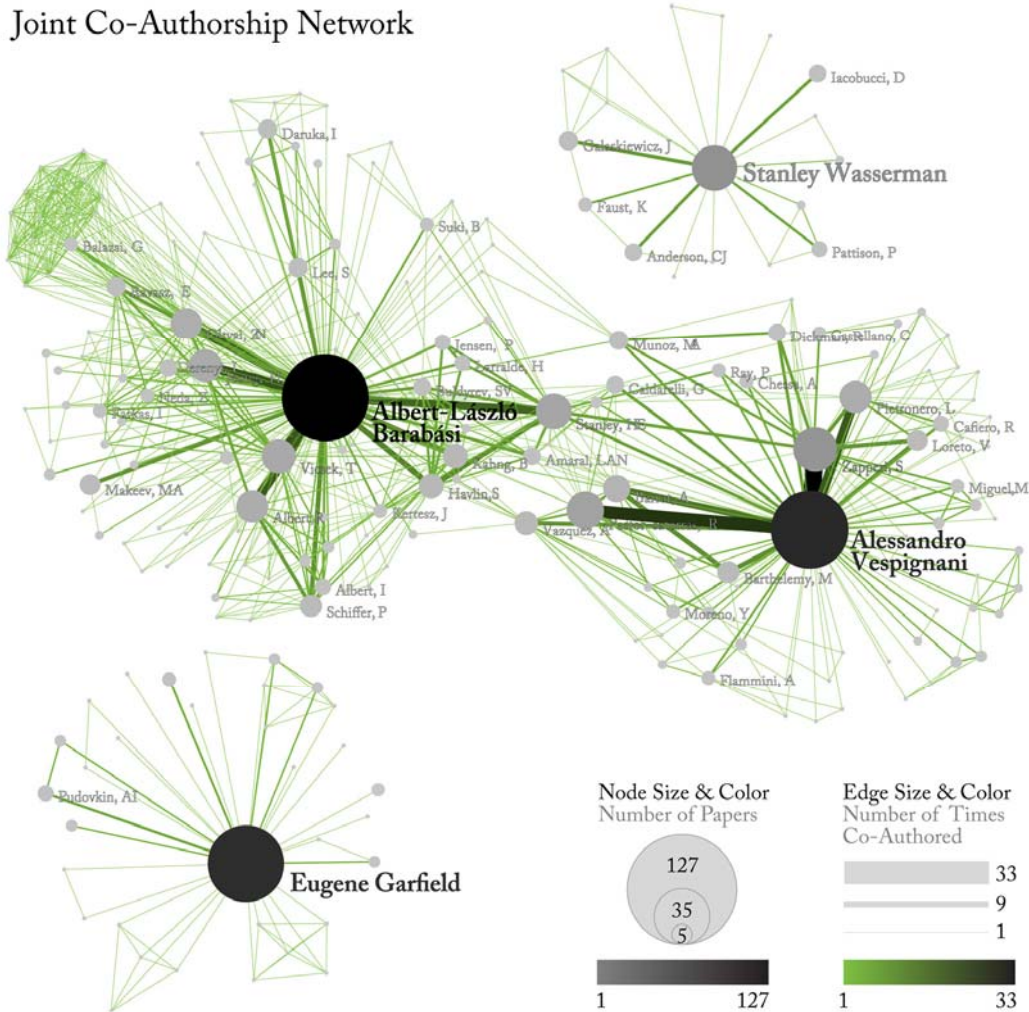 Joint Co-Authorship Network
Iacobucci, D
Daruka, I
Galaskiewicz, J
Stanley Wasserman
Faust, K
Suki, B
Balazsi, G
Anderson, CJ
Pattison, P
Lee, S
Ravasz, E
Munoz, MA
Dickman, R
Castellano, C
Jensen, P
Larralde, H
Ray, P
Chessa, A
Caldarelli, G
Buldyrev, SV
Pietronero, L
Albert-László
Barabási
Stanley, HE
Cafiero, R
Loreto, V
Zapperi, S
Amaral, LAN
Kahng, B
Vicsek, T
Makeev, MA
Havlin,S
Miguel,M
Albert, R
Kertesz, J
Vazquez, A
Alessandro
Vespignani
Barthelemy, M
Albert, I
Schiffer, P
Moreno, Y
Flammini, A
Pudovkin, AI
Eugene Garfield
Node Size & Color
Number of Papers
127
35
5
1
127
Edge Size & Color
Number of Times
Co-Authored
33
9
1
1
33